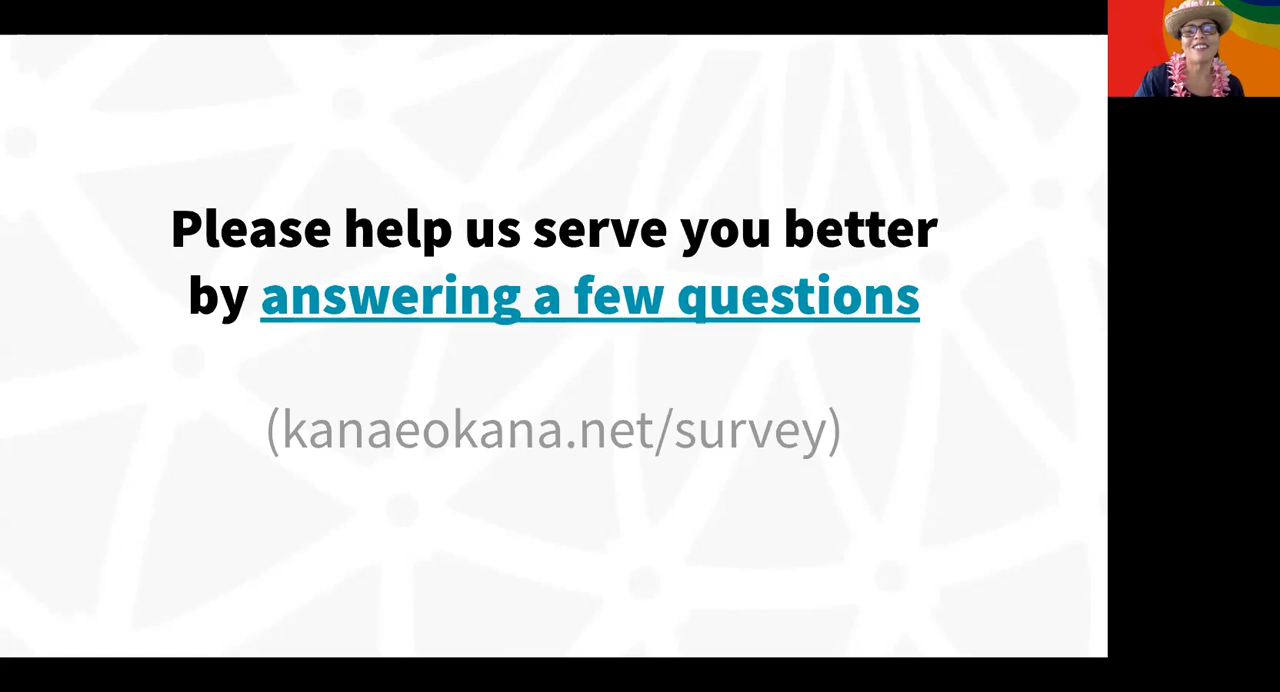 Please help us serve you better
by answering a few questions
(kanaeokana.net/survey)